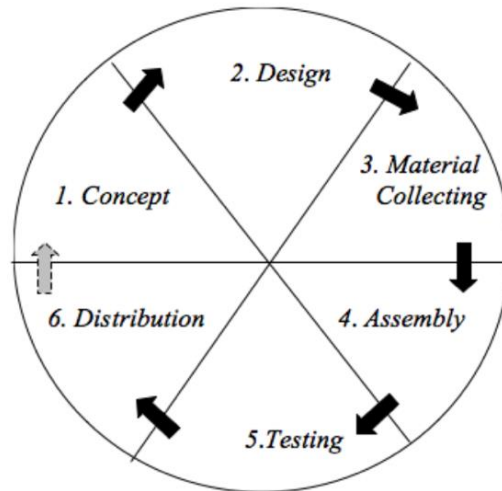 2. Design
3. Material
Collecting
1. Concept
6. Distribution
4. Assembly
5.Testing